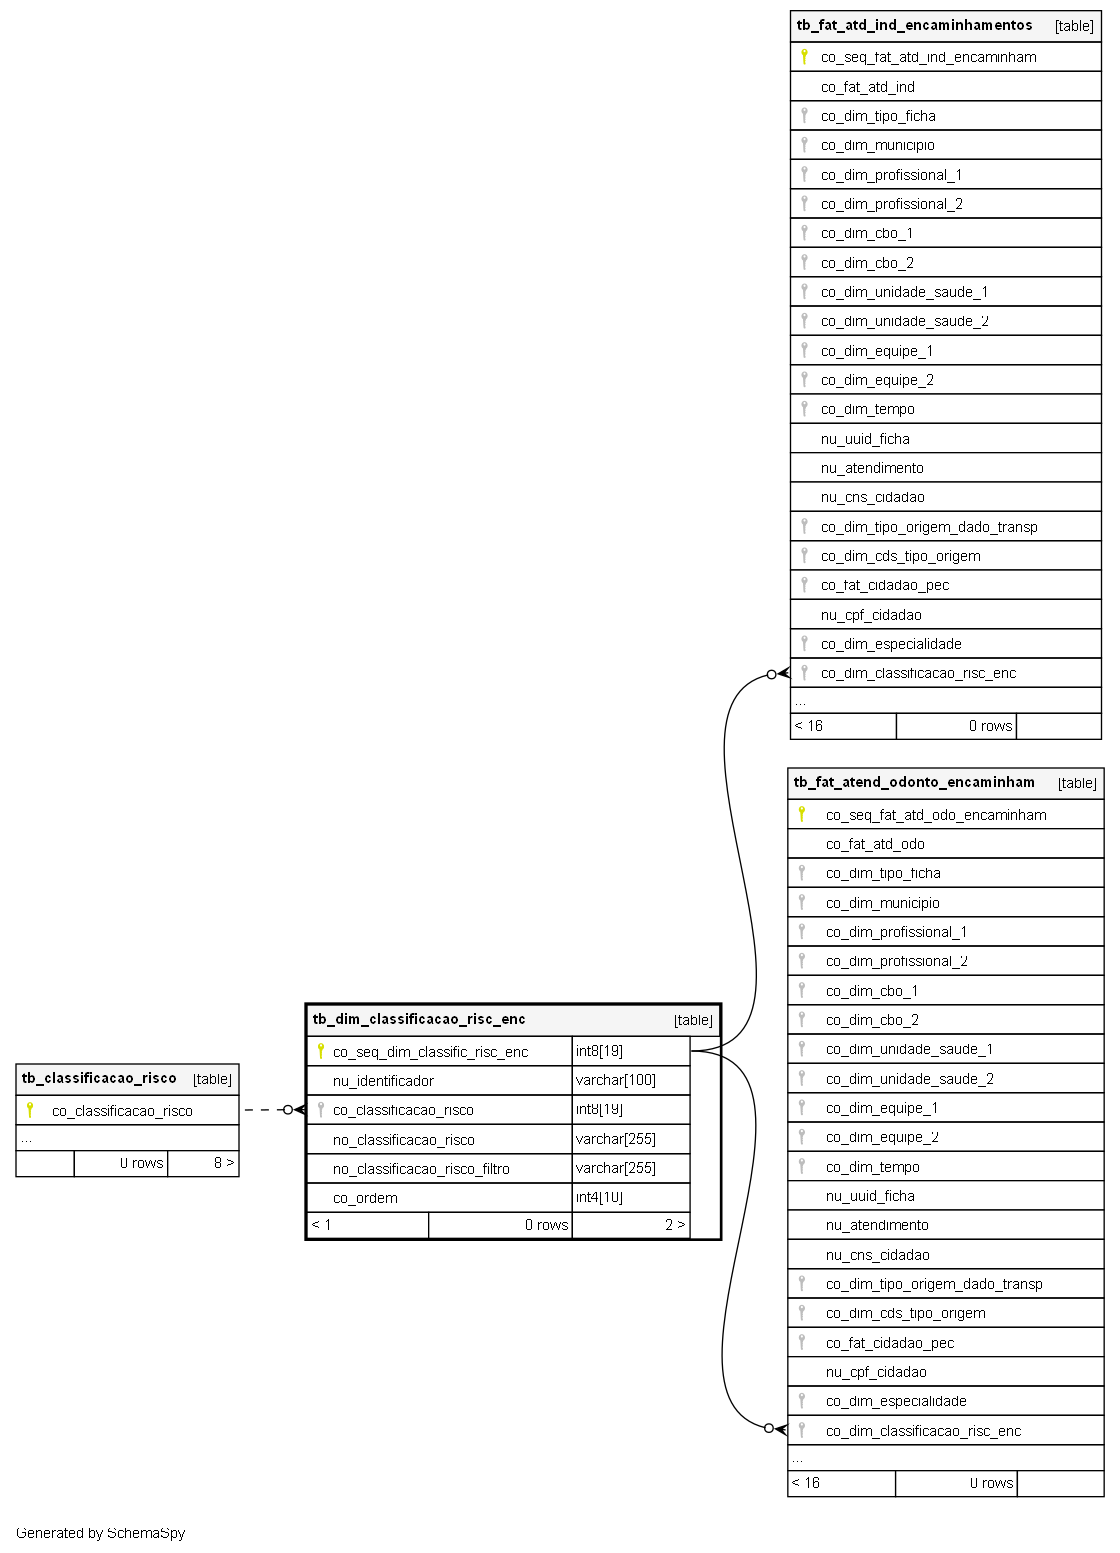 tb_fat_atd_ind_encaminhamentos [table]
co_seq_fat_atd_ind_encaminham
co_fat_atd_ind
co_dim_tipo_ficha
co_dim_municipio
co_dim_profissional_1
co_dim_profissional_2
co_dim_cbo_1
co_dim_cbo_2
co_dim_unidade_saude_1
co_dim_unidade_saude_2
co_dim_equipe_1
co_dim_equipe_2
co_dim_tempo
nu_uuid_ficha
nu_atendimento
nu_cns_cidadao
co_dim_tipo_origem_dado_transp
co_dim_cds_tipo_origem
co_fat_cidadao_pec
nu_cpf_cidadao
co_dim_especialidade
co_dim_classificacao_risc_enc
...
< 16 0 rows
tb_fat_atend_odonto_encaminham [table]
co_seq_fat_atd_odo_encaminham
co_fat_atd_odo
co_dim_tipo_ficha
co_dim_municipio
co_dim_profissional_1
co_dim_profissional_2
co_dim_cbo_1
co_dim_cbo_2
co_dim_unidade_saude_1
co_dim_unidade_saude_2
co_dim_equipe_1
co_dim_equipe_2
co_dim_tempo
nu_uuid_ficha
nu_atendimento
nu_cns_cidadao
co_dim_tipo_origem_dado_transp
co_dim_cds_tipo_origem
co_fat_cidadao_pec
nu_cpf_cidadao
co_dim_especialidade
co_dim_classificacao_risc_enc
...
< 16 0 rows
tb_dim_classificacao_risc_enc [table]
co_seq_dim_classific_risc_enc int8[19]
nu_identificador varchar[100]
co_classificacao_risco int8[19]
no_classificacao_risco varchar[255]
no_classificacao_risco_filtro varchar[255]
co_ordem int4[10]
< 1 0 rows 2 >
tb_classificacao_risco [table]
co_classificacao_risco
...
0 rows 8 >
Generated by SchemaSpy